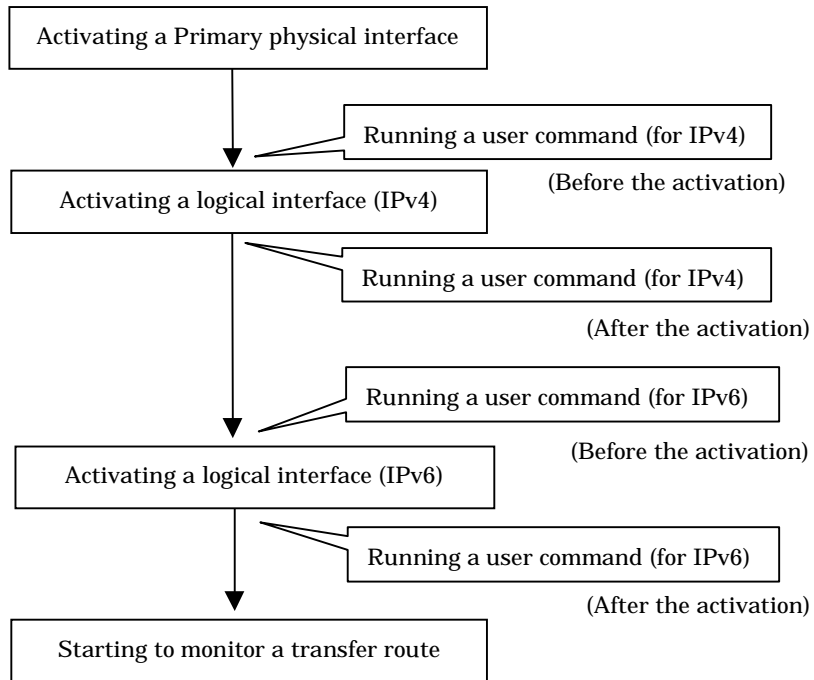 Activating a Primary physical interface
Running a user command (for IPv4)
(Before the activation)
Activating a logical interface (IPv4)
Running a user command (for IPv4)
(After the activation)
Running a user command (for IPv6)
(Before the activation)
Activating a logical interface (IPv6)
Running a user command (for IPv6)
(After the activation)
Starting to monitor a transfer route